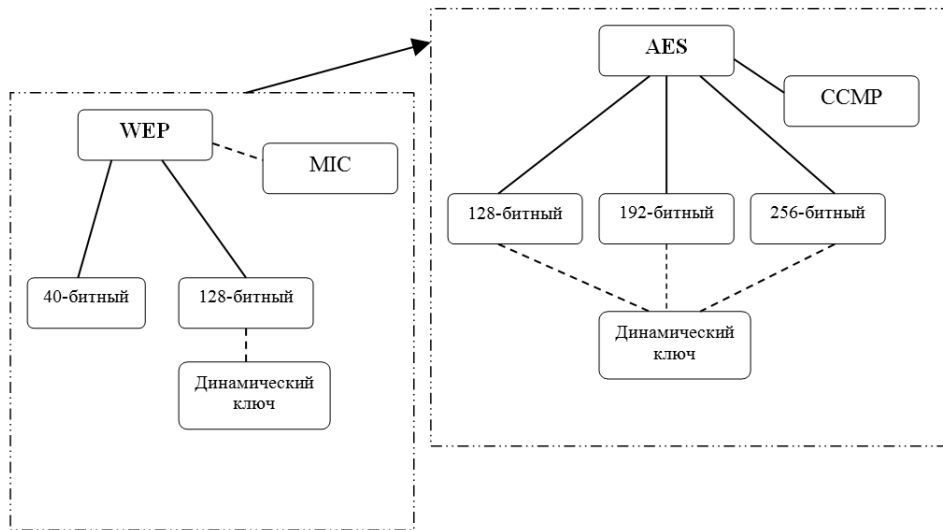 WEP
MIC
40-битный
128-битный
Динамический
ключ
AES
CCMP
128-битный
192-битный
256-битный
Динамический
ключ